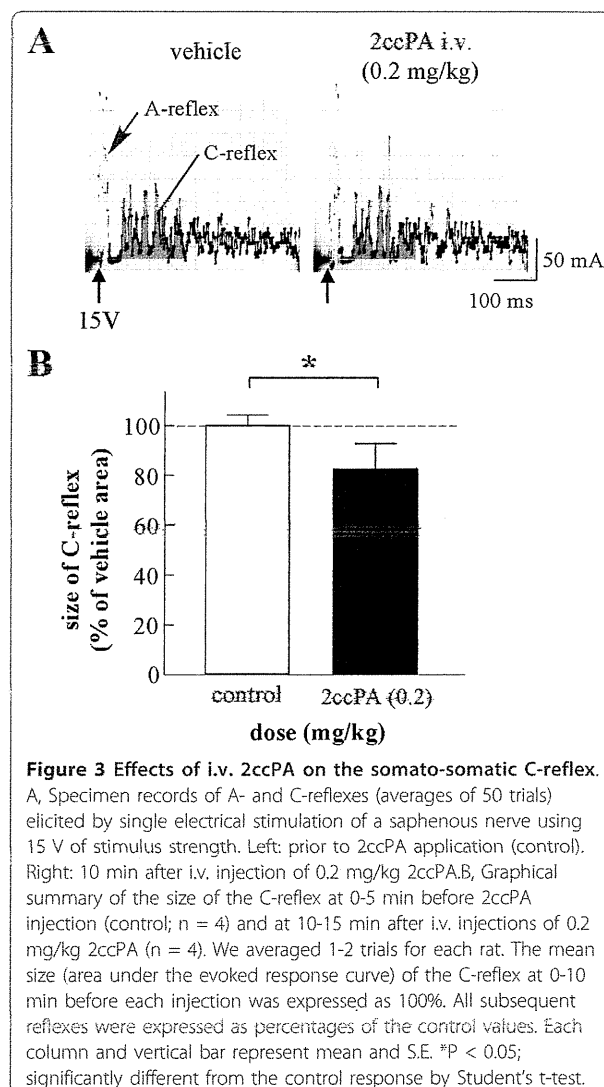 A
vehicle
2ccPA i.v.
(0.2 mg/kg)
A-reflex
C-reflex
50 mA
100 ms
15V
B
*
size of C-reflex
(% of vehicle area)
100
80
60
40
20
0
control
2ccPA (0.2)
dose (mg/kg)
Figure 3 Effects of i.v. 2ccPA on the somato-somatic C-reflex.
A, Specimen records of A- and C-reflexes (averages of 50 trials)
elicited by single electrical stimulation of a saphenous nerve using
15 V of stimulus strength. Left: prior to 2ccPA application (control).
Right: 10 min after i.v. injection of 0.2 mg/kg 2ccPA.B, Graphical
summary of the size of the C-reflex at 0-5 min before 2ccPA
injection (control; n = 4) and at 10-15 min after i.v. injections of 0.2
mg/kg 2ccPA (n = 4). We averaged 1-2 trials for each rat. The mean
size (area under the evoked response curve) of the C-reflex at 0-10
min before each injection was expressed as 100%. All subsequent
reflexes were expressed as percentages of the control values. Each
column and vertical bar represent mean and S.E. *P < 0.05;
significantly different from the control response by Student's t-test.